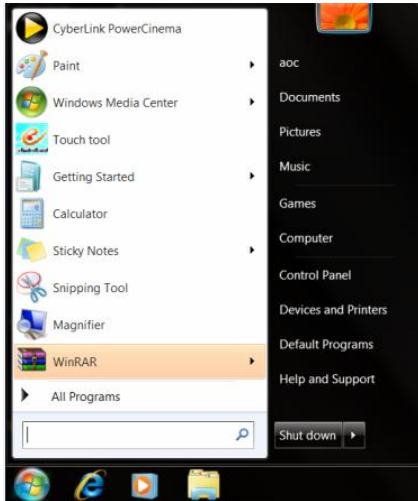 CyberLink PowerCinema
Paint
Windows Media Center
Touch tool
Getting Started
Calculator
Sticky Notes
Snipping Tool
Magnifier
WinRAR
All Programs
aoc
Documents
Pictures
Music
Games
Computer
Control Panel
Devices and Printers
Default Programs
Help and Support
Shut down